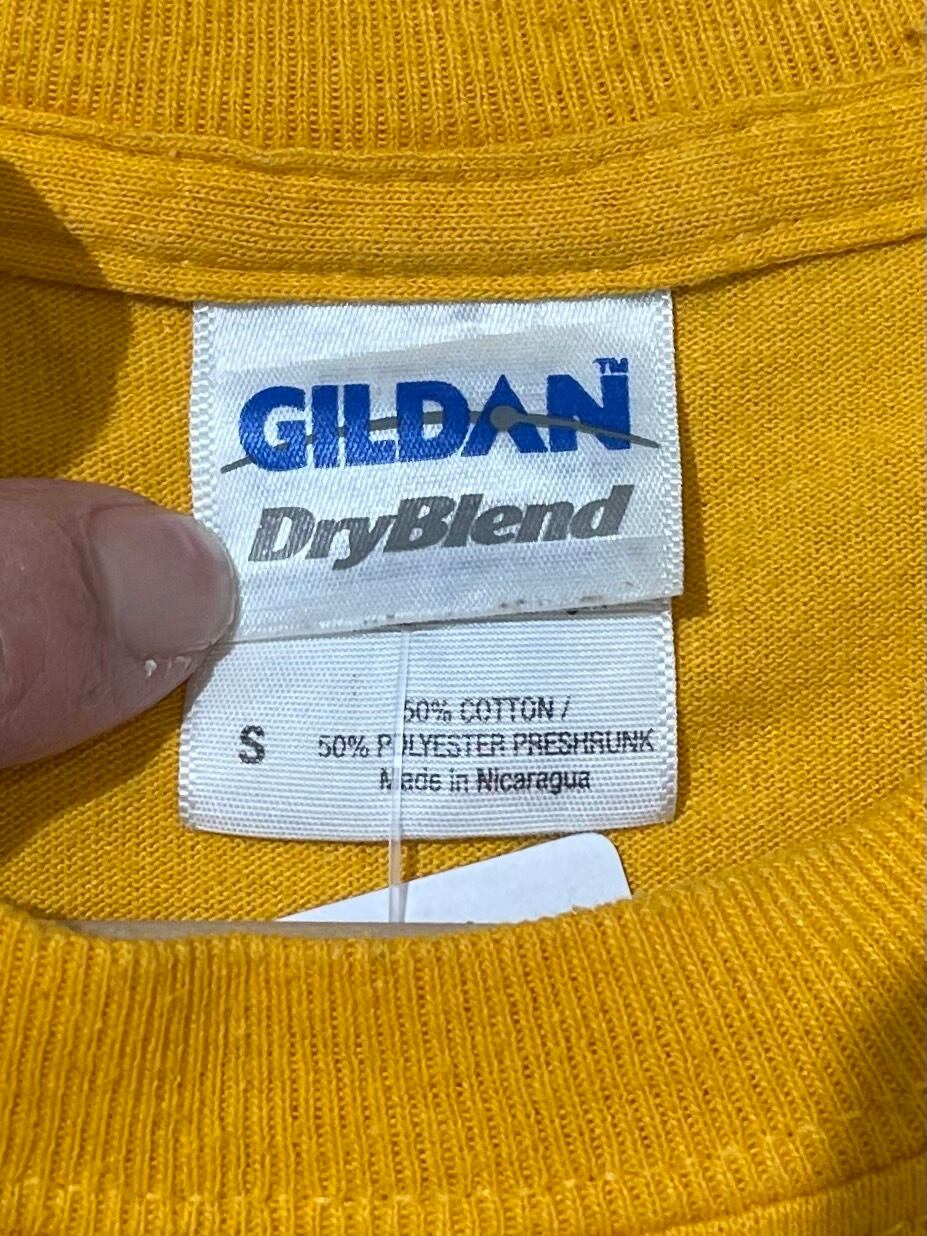 GILDAN™
DryBlend
S
50% COTTON /
50% POLYESTER PRESHRUNK
Made in Nicaragua